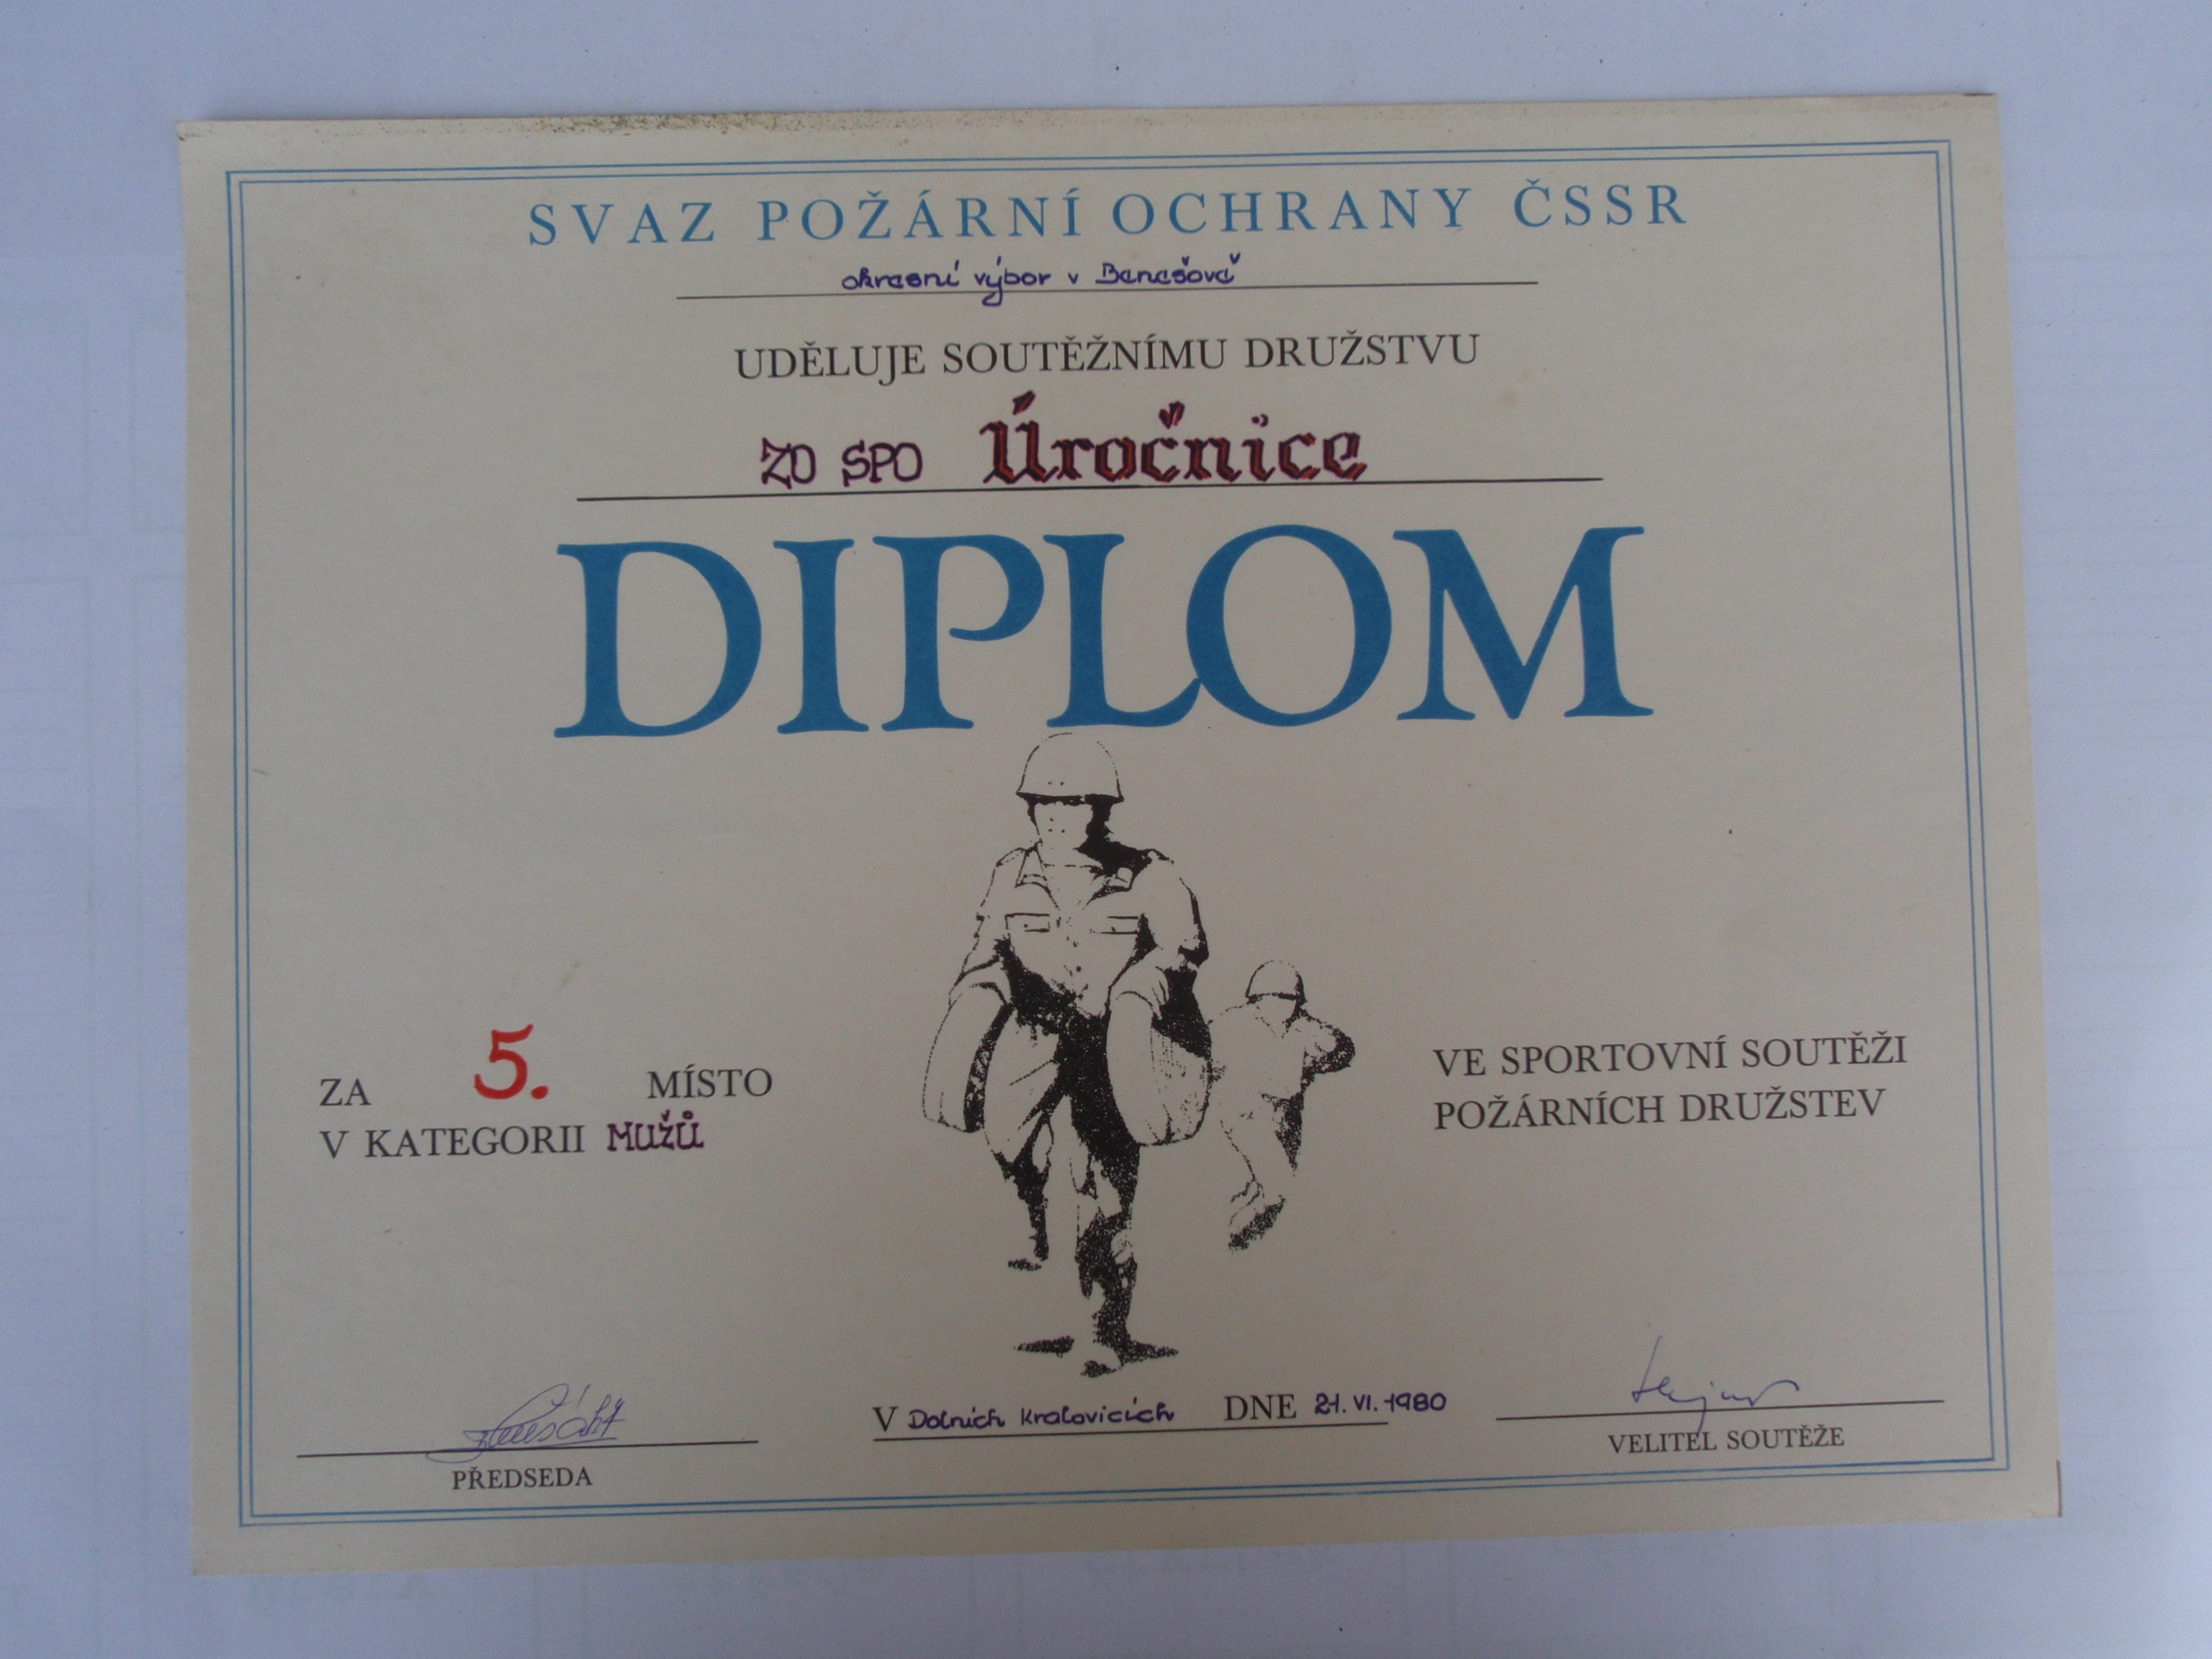 SVAZ POŽÁRNÍ OCHRANY ČSSR
okresní výbor v Benešově
UDĚLUJE SOUTĚŽNÍMU DRUŽSTVU
ZO SPO Úročnice
DIPLOM
ZA 5. MÍSTO
V KATEGORII MUŽŮ
VE SPORTOVNÍ SOUTĚŽI
POŽÁRNÍCH DRUŽSTEV
V Dolních Kralovicích DNE 21. VI. 1980
PŘEDSEDA
VELITEL SOUTĚŽE